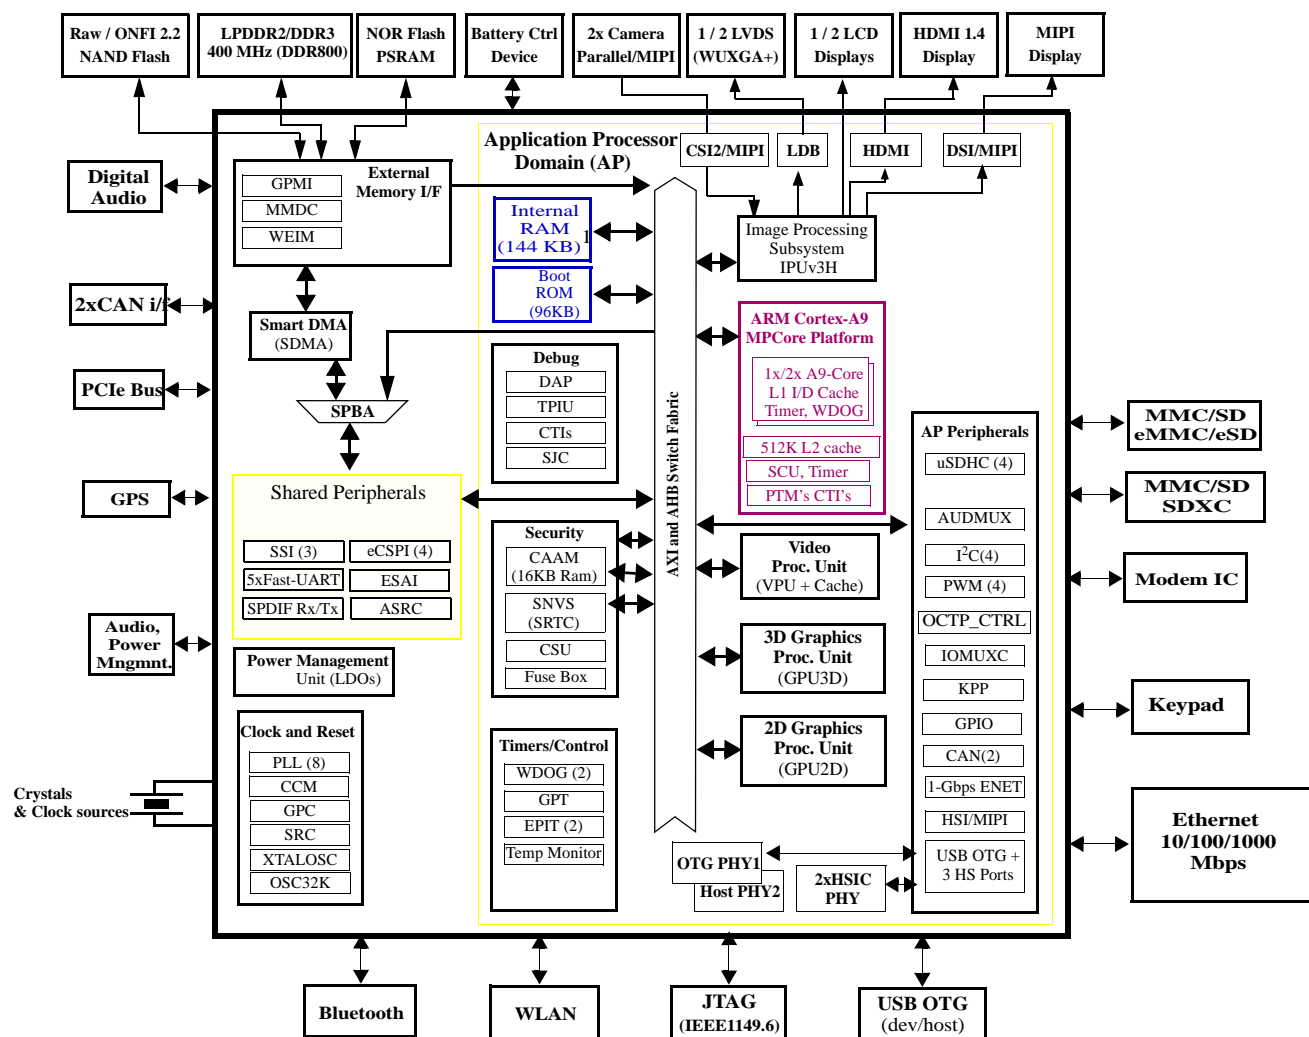 Raw / ONFI 2.2
NAND Flash
LPDDR2/DDR3
400 MHz (DDR800)
NOR Flash
PSRAM
Battery Ctrl
Device
2x Camera
Parallel/MIPI
1 / 2 LVDS
(WUXGA+)
1 / 2 LCD
Displays
HDMI 1.4
Display
MIPI
Display
Application Processor
Domain (AP)
CSI2/MIPI
LDB
HDMI
DSI/MIPI
External
Memory I/F
GPMI
MMDC
WEIM
Digital
Audio
Internal
RAM
(144 KB) 1
Image Processing
Subsystem
IPUv3H
Boot
ROM
(96KB)
2xCAN i/f
Smart DMA
(SDMA)
ARM Cortex-A9
MPCore Platform
1x/2x A9-Core
L1 I/D Cache
Timer, WDOG
512K L2 cache
SCU, Timer
PTM's CTI's
Debug
DAP
TPIU
CTIs
SJC
PCIe Bus
SPBA
AXI and AHB Switch Fabric
AP Peripherals
uSDHC (4)
AUDMUX
I2C(4)
PWM (4)
OCTP_CTRL
IOMUXC
KPP
GPIO
CAN(2)
1-Gbps ENET
HSI/MIPI
USB OTG +
3 HS Ports
MMC/SD
eMMC/eSD
MMC/SD
SDXC
Modem IC
Keypad
Ethernet
10/100/1000
Mbps
GPS
Shared Peripherals
SSI (3)
eCSPI (4)
5xFast-UART
ESAI
SPDIF Rx/Tx
ASRC
Security
CAAM
(16KB Ram)
SNVS
(SRTC)
CSU
Fuse Box
Video
Proc. Unit
(VPU + Cache)
3D Graphics
Proc. Unit
(GPU3D)
2D Graphics
Proc. Unit
(GPU2D)
Audio,
Power
Mngmnt.
Power Management
Unit (LDOs)
Clock and Reset
PLL (8)
CCM
GPC
SRC
XTALOSC
OSC32K
Crystals
& Clock sources
Timers/Control
WDOG (2)
GPT
EPIT (2)
Temp Monitor
OTG PHY1
Host PHY2
2xHSIC
PHY
Bluetooth
WLAN
JTAG
(IEEE1149.6)
USB OTG
(dev/host)